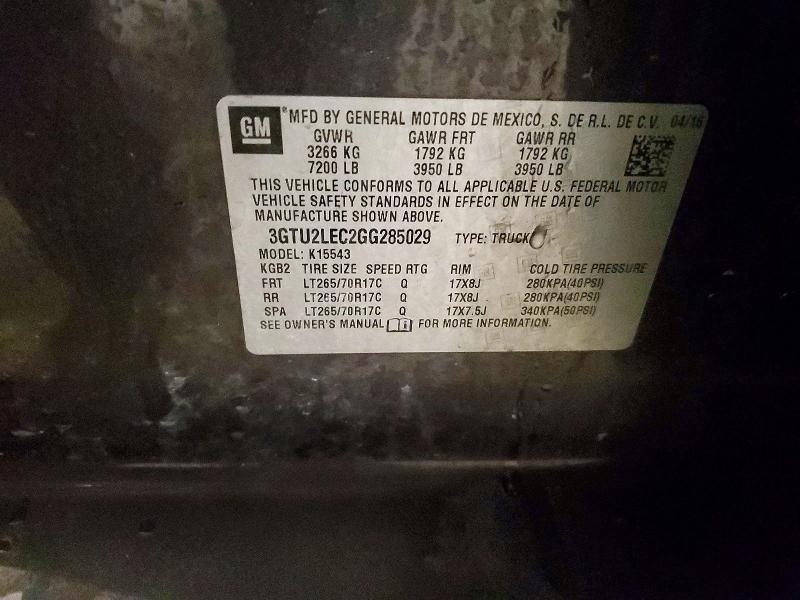 GM
*MFD BY GENERAL MOTORS DE MEXICO, S. DE R.L. DE C.V. 04/16
GVWR GAWR FRT GAWR RR
3266 KG 1792 KG 1792 KG
7200 LB 3950 LB 3950 LB
THIS VEHICLE CONFORMS TO ALL APPLICABLE U.S. FEDERAL MOTOR
VEHICLE SAFETY STANDARDS IN EFFECT ON THE DATE OF
MANUFACTURE SHOWN ABOVE.
3GTU2LEC2GG285029 TYPE: TRUCK
MODEL: K15543
KGB2 TIRE SIZE SPEED RTG RIM COLD TIRE PRESSURE
FRT LT265/70R17C Q 17X8J 280KPA(40PSI)
RR LT265/70R17C Q 17X8J 280KPA(40PSI)
SPA LT265/70R17C Q 17X7.5J 340KPA(50PSI)
SEE OWNER'S MANUAL FOR MORE INFORMATION.